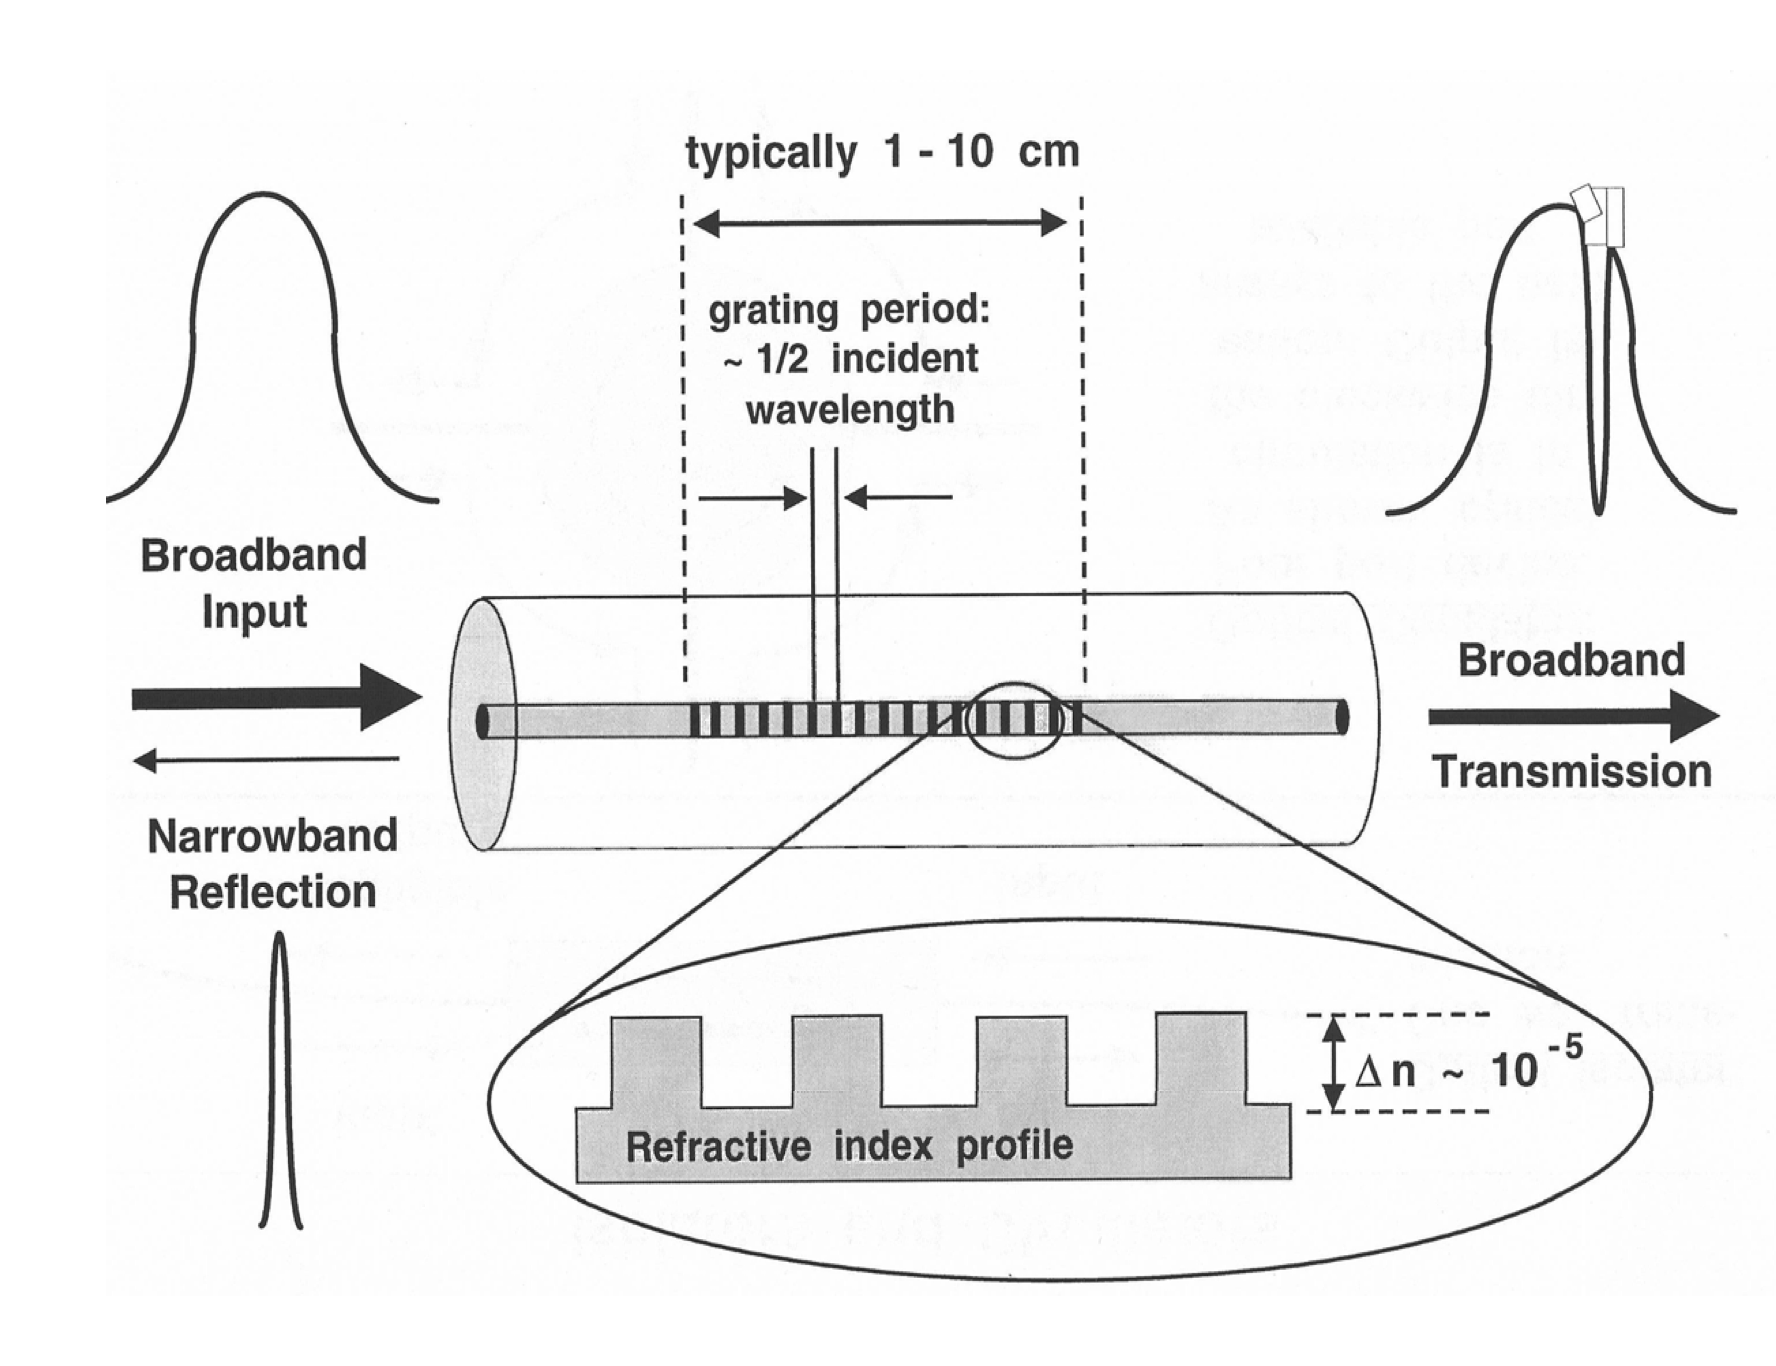 typically 1 - 10 cm
grating period:
~ 1/2 incident
wavelength
Broadband
Input
Narrowband
Reflection
Broadband
Transmission
Refractive index profile
Δn ~ 10⁻⁵